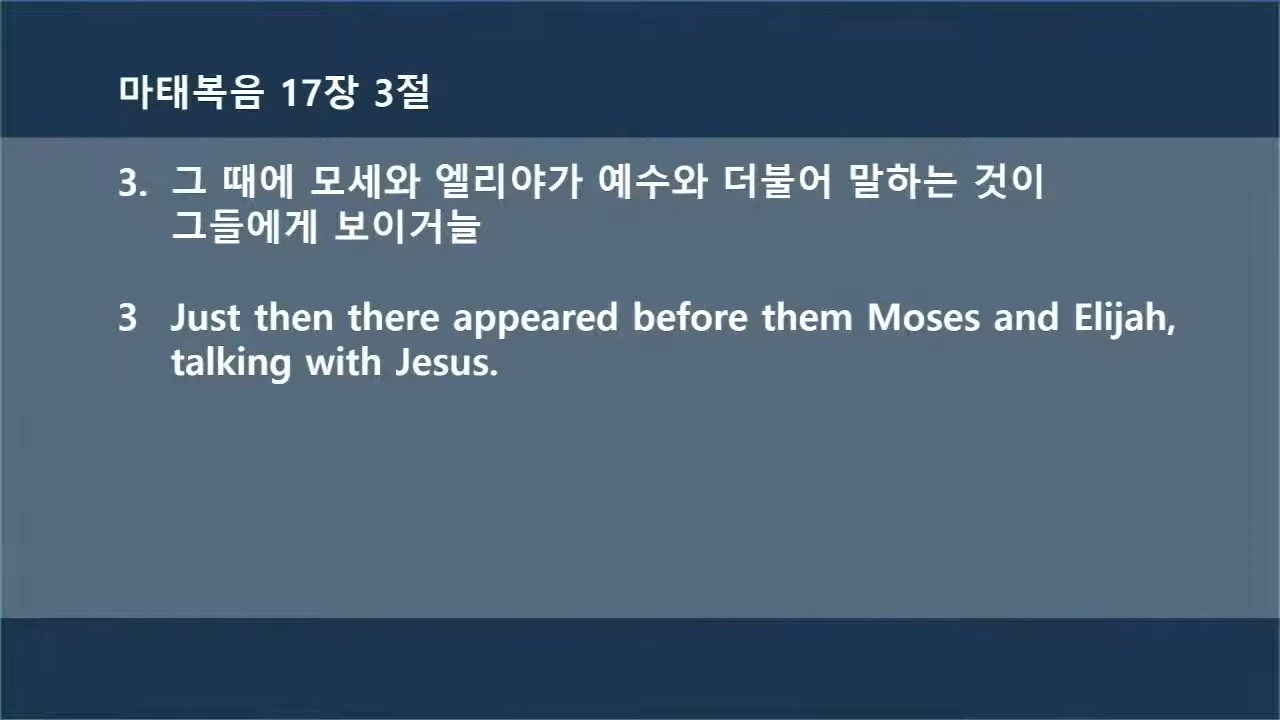 마태복음 17장 3절
3. 그 때에 모세와 엘리야가 예수와 더불어 말하는 것이
그들에게 보이거늘
3 Just then there appeared before them Moses and Elijah,
talking with Jesus.